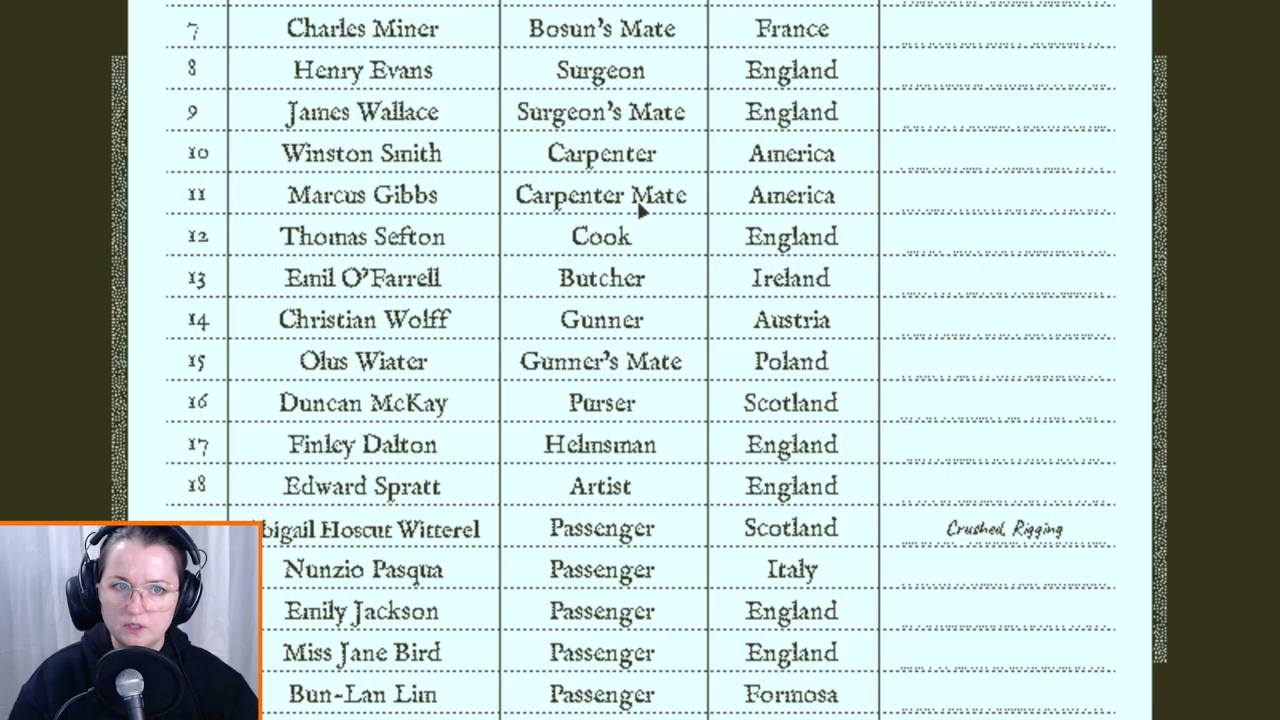 7 Charles Miner Bosun's Mate France
8 Henry Evans Surgeon England
9 James Wallace Surgeon's Mate England
10 Winston Smith Carpenter America
11 Marcus Gibbs Carpenter Mate America
12 Thomas Sefton Cook England
13 Emil O'Farrell Butcher Ireland
14 Christian Wolff Gunner Austria
15 Olus Wiater Gunner's Mate Poland
16 Duncan McKay Purser Scotland
17 Finley Dalton Helmsman England
18 Edward Spratt Artist England
bigail Hoscut Witterel Passenger Scotland Crushed, Rigging
Nunzio Pasqua Passenger Italy
Emily Jackson Passenger England
Miss Jane Bird Passenger England
Bun-Lan Lim Passenger Formosa